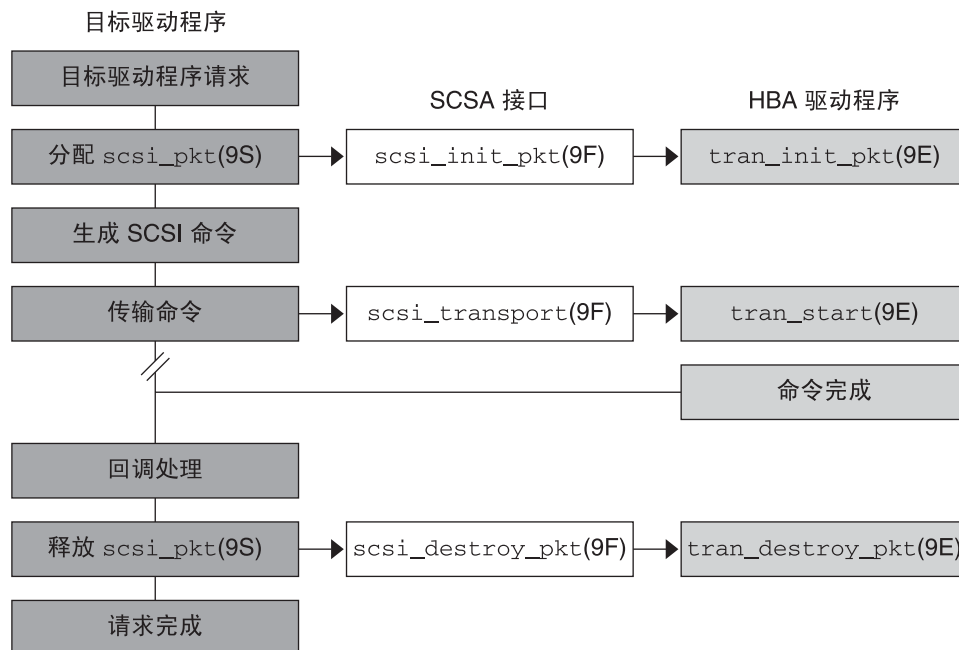 目标驱动程序
目标驱动程序请求
SCSA 接口
HBA 驱动程序
分配 scsi_pkt(9S)
scsi_init_pkt(9F)
tran_init_pkt(9E)
生成 SCSI 命令
传输命令
scsi_transport(9F)
tran_start(9E)
命令完成
回调处理
释放 scsi_pkt(9S)
scsi_destroy_pkt(9F)
tran_destroy_pkt(9E)
请求完成